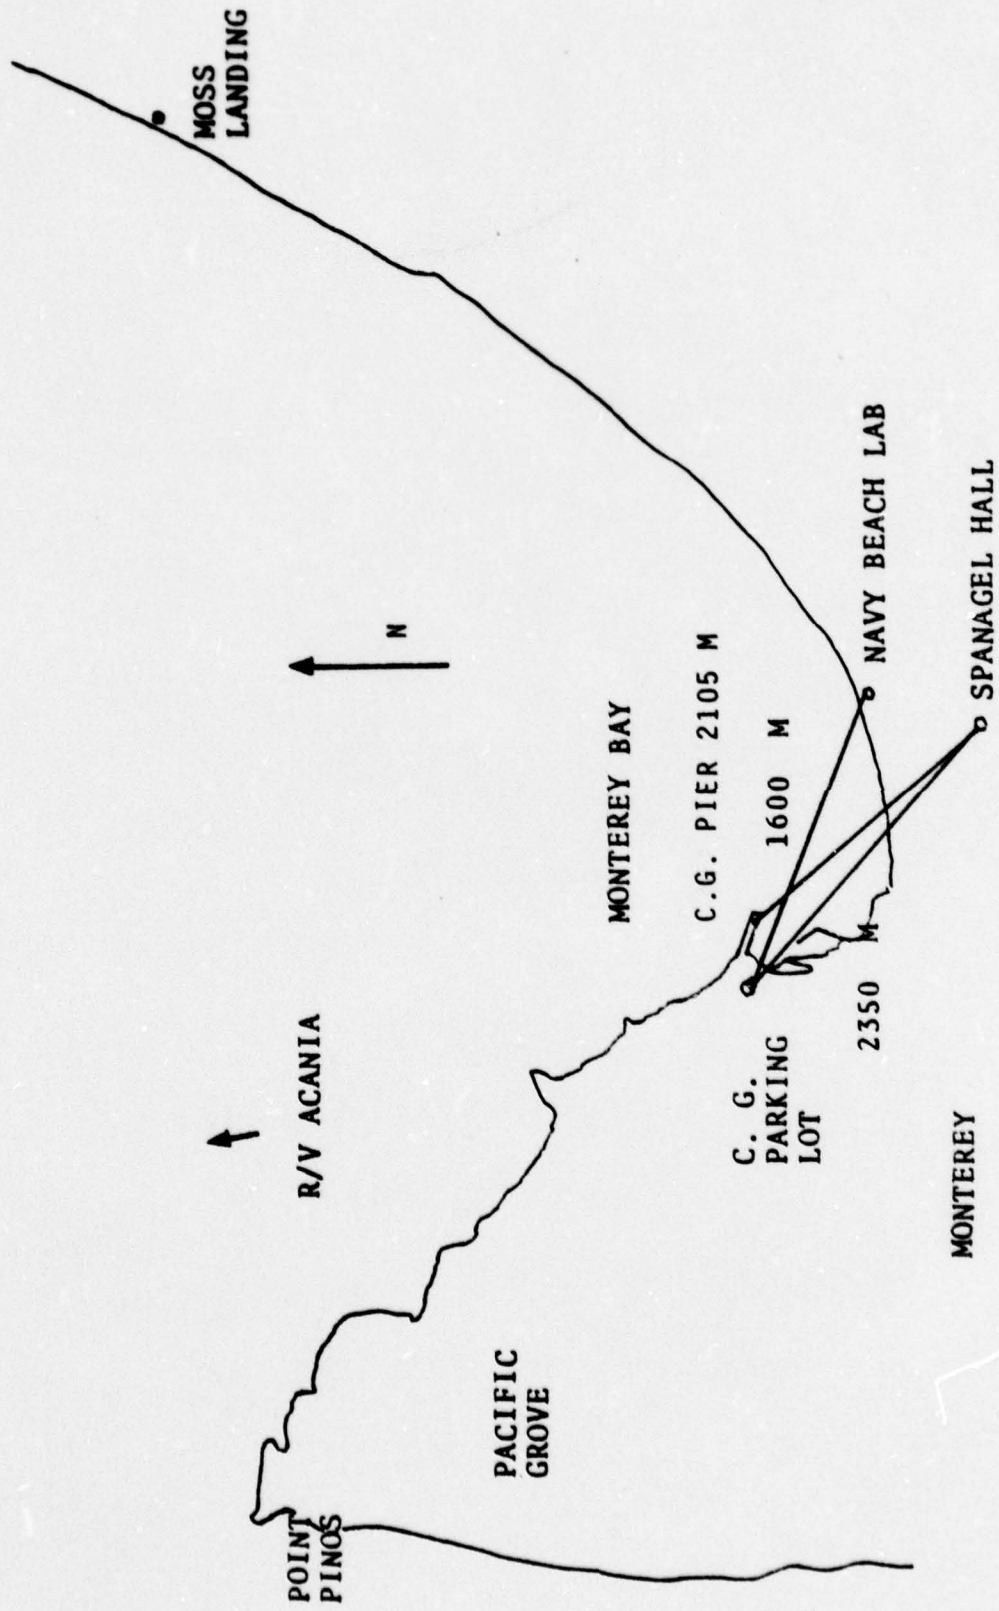 MOSS
LANDING
N
R/V ACANIA
POINT
PINOS
MONTEREY BAY
PACIFIC
GROVE
C.G. PIER 2105 M
1600 M
C. G.
PARKING
LOT
2350 M
NAVY BEACH LAB
MONTEREY
SPANAGEL HALL